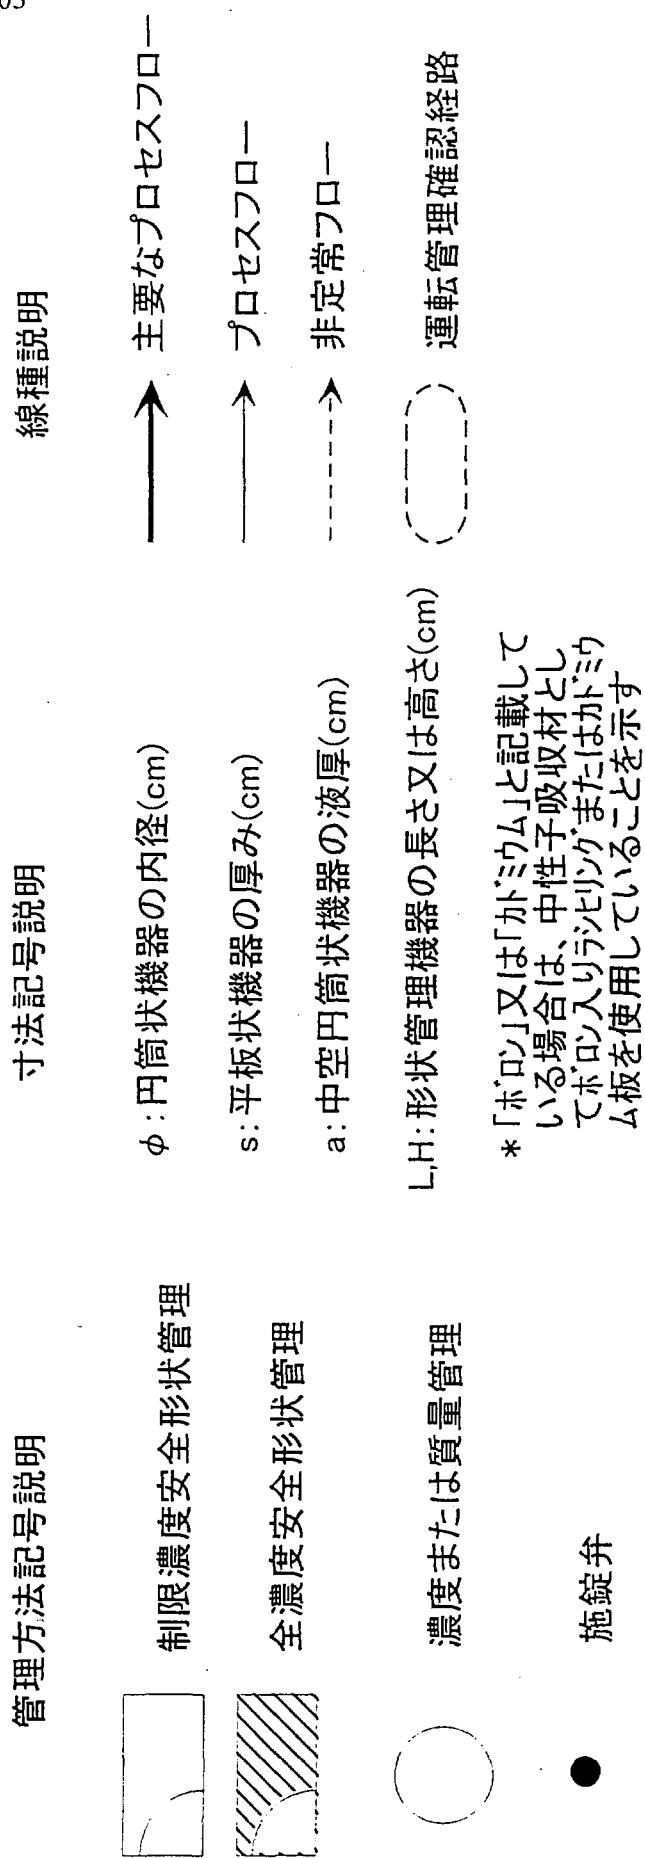 05
管理方法記号説明
制限濃度安全形状管理
全濃度安全形状管理
濃度または質量管理
施錠弁
寸法記号説明
φ:円筒状機器の内径(cm)
s:平板状機器の厚み(cm)
a:中空円筒状機器の液厚(cm)
L,H:形状管理機器の長さ又は高さ(cm)
*「ボロン」又は「カドミウム」と記載して
いる場合は、中性子吸収材とし
てボロン入りラシヒリングまたはカドミウ
ム板を使用していることを示す
線種説明
主要なプロセスフロー
プロセスフロー
非定常フロー
運転管理確認経路